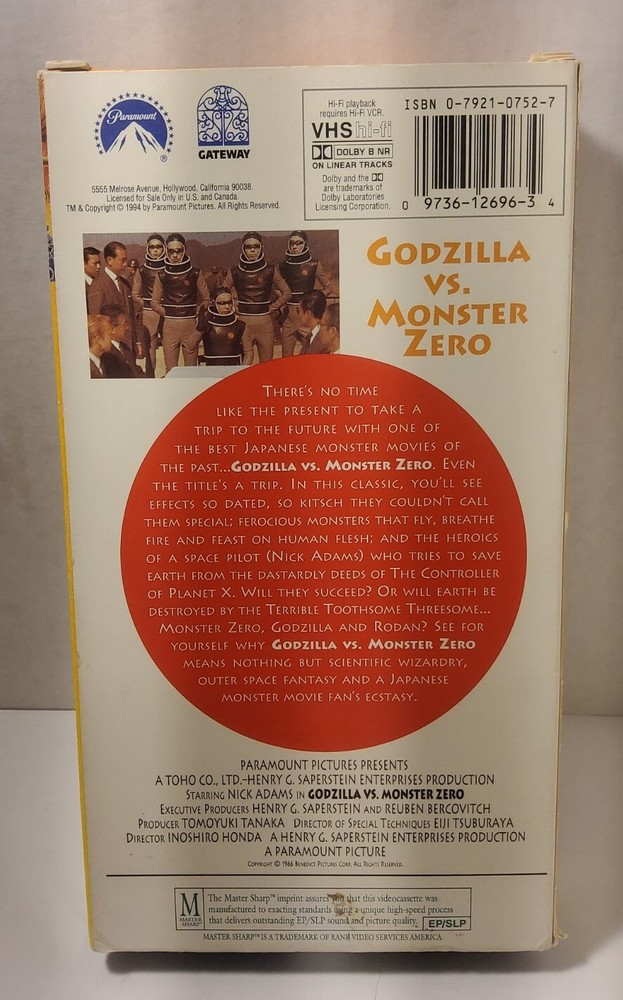 Paramount
®
GATEWAY
5555 Melrose Avenue, Hollywood, California 90038.
Licensed for Sale Only in U.S. and Canada.
TM & Copyright © 1994 by Paramount Pictures. All Rights Reserved.
Hi-Fi playback
requires Hi-Fi VCR.
VHS hi-fi
DOLBY B NR
ON LINEAR TRACKS
Dolby and the
are trademarks of
Dolby Laboratories
Licensing Corporation.
ISBN 0-7921-0752-7
0 9736-12696-3 4
GODZILLA
VS.
MONSTER
ZERO
THERE'S NO TIME
LIKE THE PRESENT TO TAKE A
TRIP TO THE FUTURE WITH ONE OF
THE BEST JAPANESE MONSTER MOVIES OF
THE PAST...GODZILLA VS. MONSTER ZERO. EVEN
THE TITLE'S A TRIP. IN THIS CLASSIC, YOU'LL SEE
EFFECTS SO DATED, SO KITSCH THEY COULDN'T CALL
THEM SPECIAL; FEROCIOUS MONSTERS THAT FLY, BREATHE
FIRE AND FEAST ON HUMAN FLESH; AND THE HEROICS
OF A SPACE PILOT (NICK ADAMS) WHO TRIES TO SAVE
EARTH FROM THE DASTARDLY DEEDS OF THE CONTROLLER
OF PLANET X. WILL THEY SUCCEED? OR WILL EARTH BE
DESTROYED BY THE TERRIBLE TOOTHSOME THREESOME...
MONSTER ZERO, GODZILLA AND RODAN? SEE FOR
YOURSELF WHY GODZILLA VS. MONSTER ZERO
MEANS NOTHING BUT SCIENTIFIC WIZARDRY,
OUTER SPACE FANTASY AND A JAPANESE
MONSTER MOVIE FAN'S ECSTASY.
PARAMOUNT PICTURES PRESENTS
A TOHO CO., LTD.-HENRY G. SAPERSTEIN ENTERPRISES PRODUCTION
STARRING NICK ADAMS IN GODZILLA VS. MONSTER ZERO
EXECUTIVE PRODUCERS HENRY G. SAPERSTEIN AND REUBEN BERCOVITCH
PRODUCER TOMOYUKI TANAKA DIRECTOR OF SPECIAL TECHNIQUES EIJI TSUBURAYA
DIRECTOR INOSHIRO HONDA A HENRY G. SAPERSTEIN ENTERPRISES PRODUCTION
A PARAMOUNT PICTURE
COPYRIGHT © 1966 BENEDICT PICTURES CORP. ALL RIGHTS RESERVED.
M
MASTER
SHARP
The Master Sharp™ imprint assures you that this videocassette was
manufactured to exacting standards using a unique high-speed process
that delivers outstanding EP/SLP sound and picture quality.
EP/SLP
MASTER SHARP™ IS A TRADEMARK OF RANK VIDEO SERVICES AMERICA.